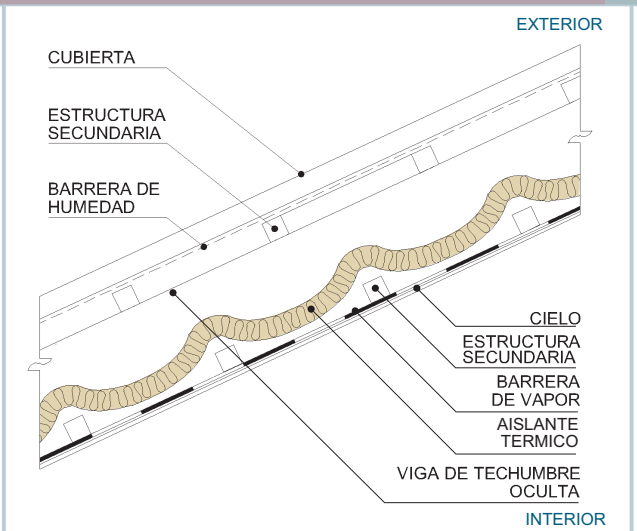 EXTERIOR
CUBIERTA
ESTRUCTURA
SECUNDARIA
BARRERA DE
HUMEDAD
CIELO
ESTRUCTURA
SECUNDARIA
BARRERA
DE VAPOR
AISLANTE
TERMICO
VIGA DE TECHUMBRE
OCULTA
INTERIOR